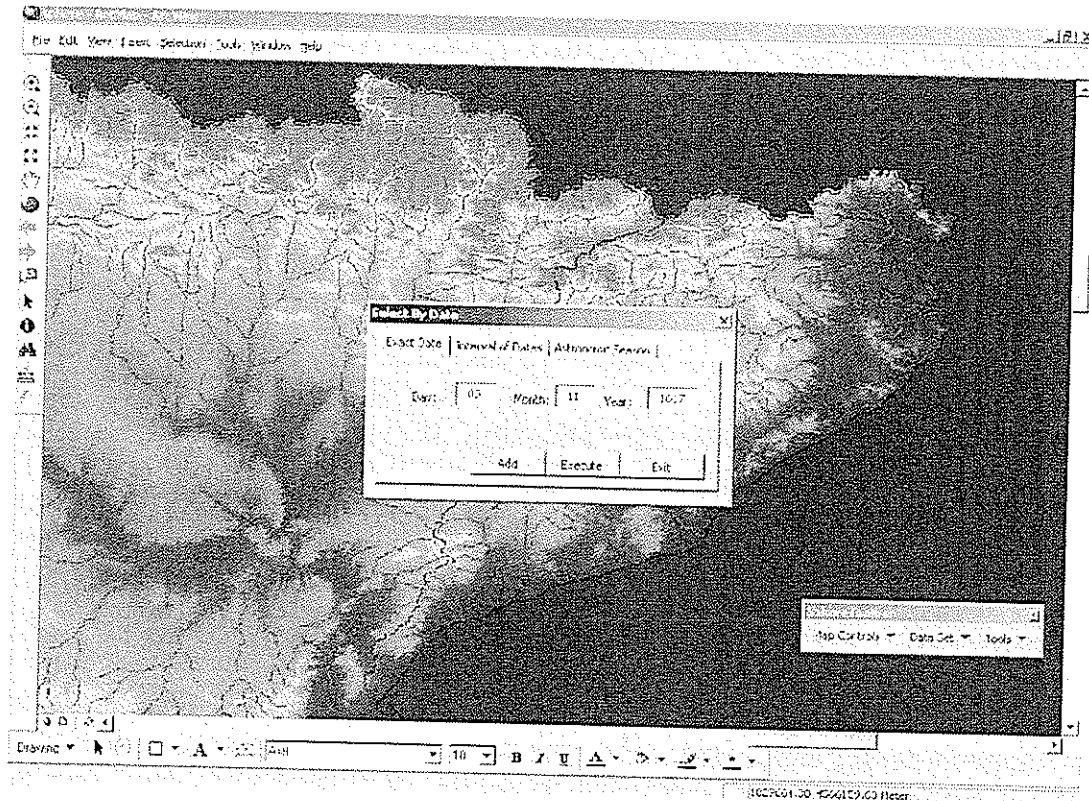 File Edit View Insert Selection Tools Window Help
Select By Date
Exact Date Interval of Dates Astronomic Season
Day: 05 Month: 11 Year:
Add Execute Exit
Map Controls Data Set Tools
Drawing A Arial 10 B I U A
Meter